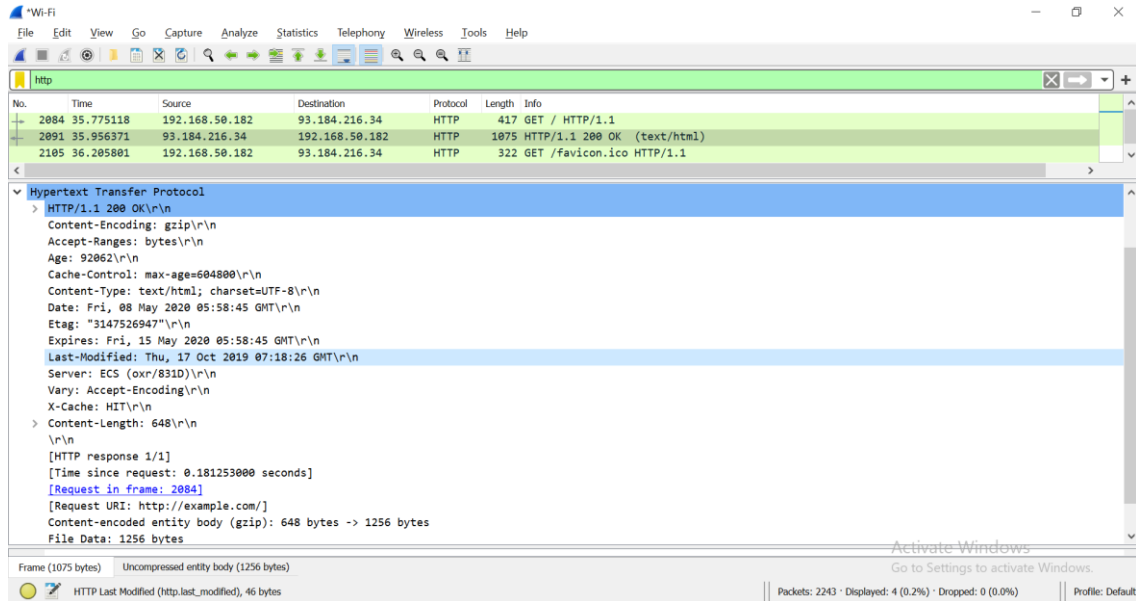 *Wi-Fi
File Edit View Go Capture Analyze Statistics Telephony Wireless Tools Help
http
No. Time Source Destination Protocol Length Info
2084 35.775118 192.168.50.182 93.184.216.34 HTTP 417 GET / HTTP/1.1
2091 35.956371 93.184.216.34 192.168.50.182 HTTP 1075 HTTP/1.1 200 OK (text/html)
2105 36.205801 192.168.50.182 93.184.216.34 HTTP 322 GET /favicon.ico HTTP/1.1
Hypertext Transfer Protocol
HTTP/1.1 200 OK\r\n
Content-Encoding: gzip\r\n
Accept-Ranges: bytes\r\n
Age: 92062\r\n
Cache-Control: max-age=604800\r\n
Content-Type: text/html; charset=UTF-8\r\n
Date: Fri, 08 May 2020 05:58:45 GMT\r\n
Etag: "3147526947"\r\n
Expires: Fri, 15 May 2020 05:58:45 GMT\r\n
Last-Modified: Thu, 17 Oct 2019 07:18:26 GMT\r\n
Server: ECS (oxr/831D)\r\n
Vary: Accept-Encoding\r\n
X-Cache: HIT\r\n
Content-Length: 648\r\n
\r\n
[HTTP response 1/1]
[Time since request: 0.181253000 seconds]
[Request in frame: 2084]
[Request URI: http://example.com/]
Content-encoded entity body (gzip): 648 bytes -> 1256 bytes
File Data: 1256 bytes
Activate Windows
Frame (1075 bytes) Uncompressed entity body (1256 bytes)
Go to Settings to activate Windows.
HTTP Last Modified (http.last_modified), 46 bytes
Packets: 2243 · Displayed: 4 (0.2%) · Dropped: 0 (0.0%)
Profile: Default